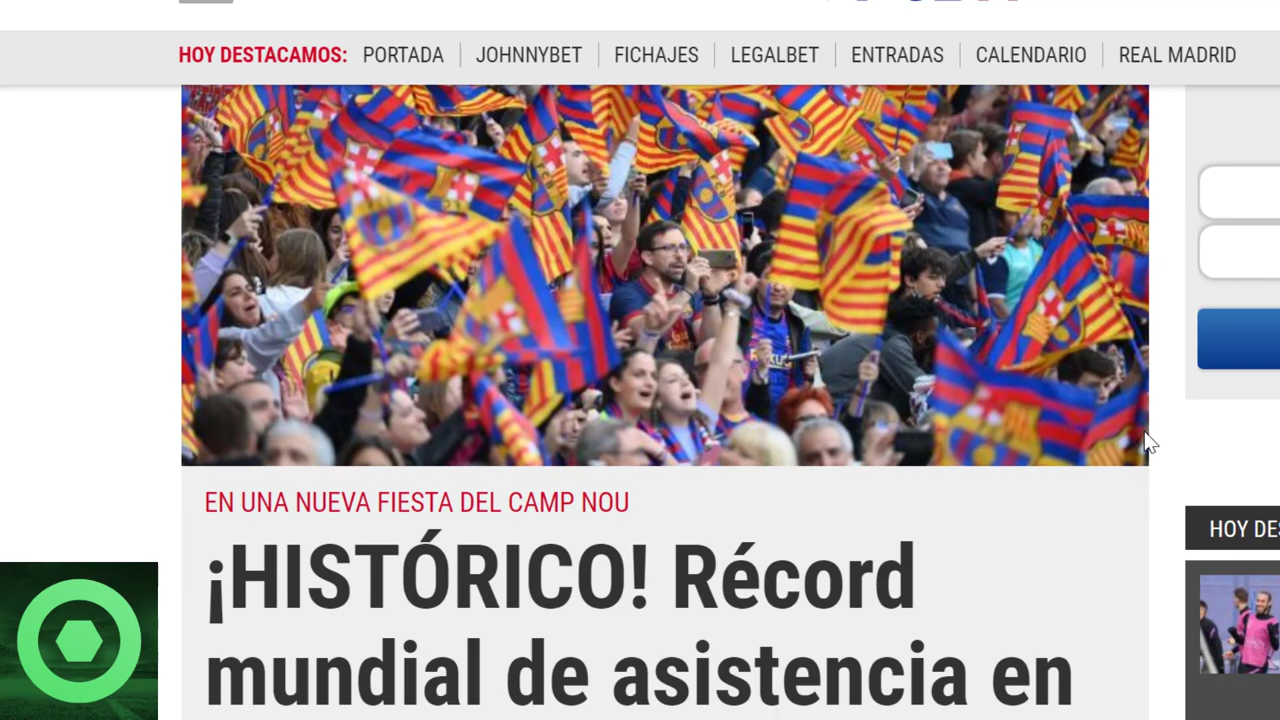 HOY DESTACAMOS: PORTADA JOHNNYBET FICHAJES LEGALBET ENTRADAS CALENDARIO REAL MADRID
EN UNA NUEVA FIESTA DEL CAMP NOU
¡HISTÓRICO! Récord
mundial de asistencia en
HOY DE